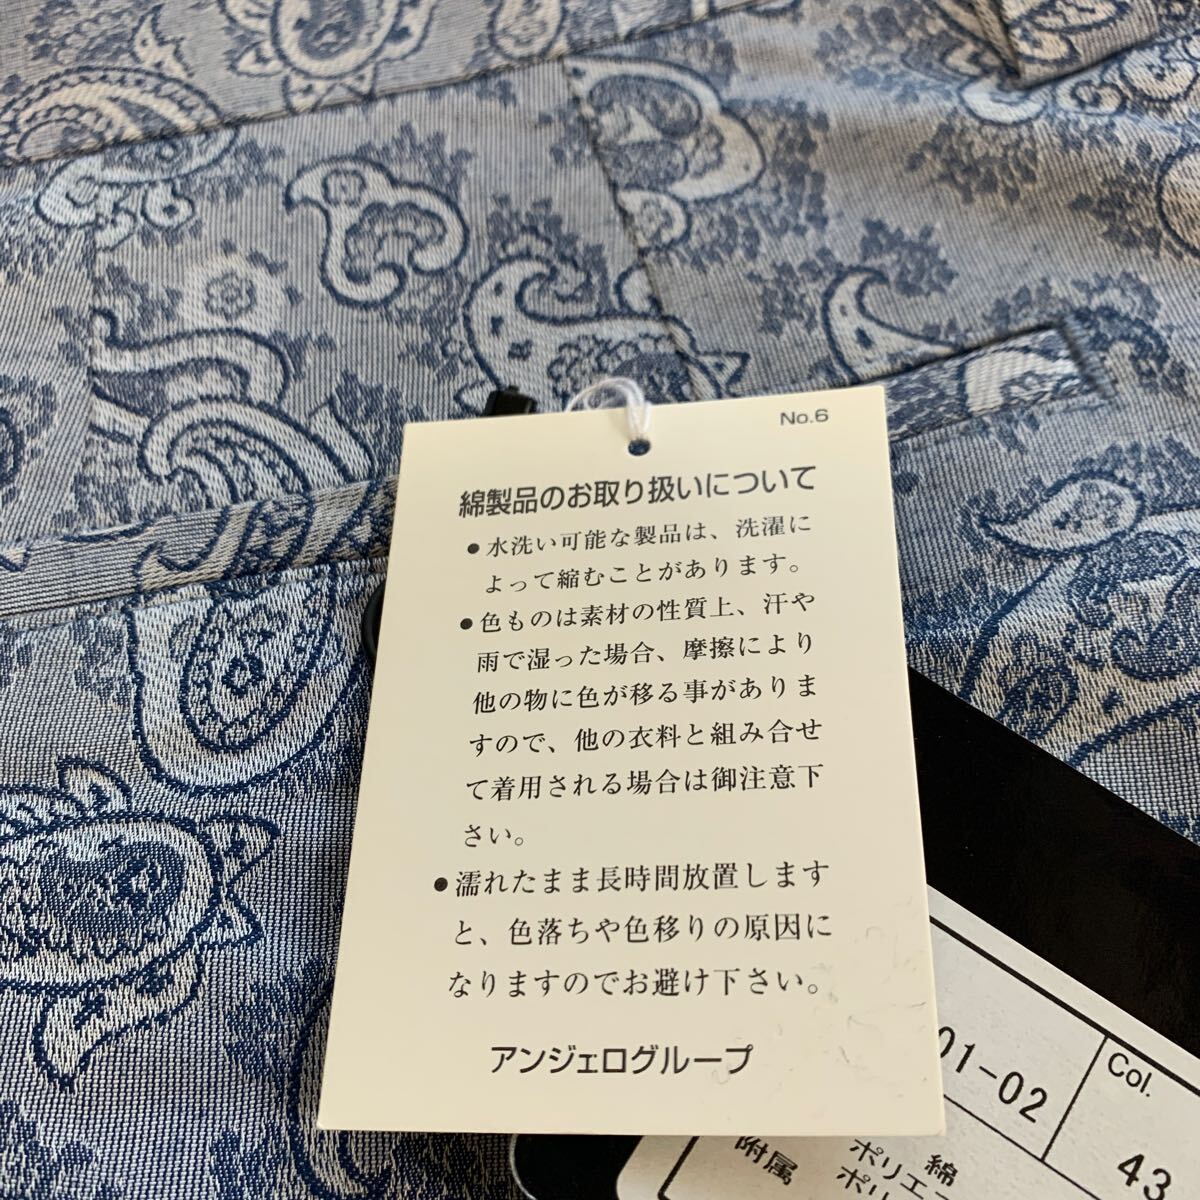 No.6
綿製品のお取り扱いについて
●水洗い可能な製品は、洗濯に
よって縮むことがあります。
●色ものは素材の性質上、汗や
雨で湿った場合、摩擦により
他の物に色が移る事がありま
すので、他の衣料と組み合せ
て着用される場合は御注意下
さい。
●濡れたまま長時間放置します
と、色落ちや色移りの原因に
なりますのでお避け下さい。
アンジェログループ
01-02
Col.
43
綿
ポリエ
附属